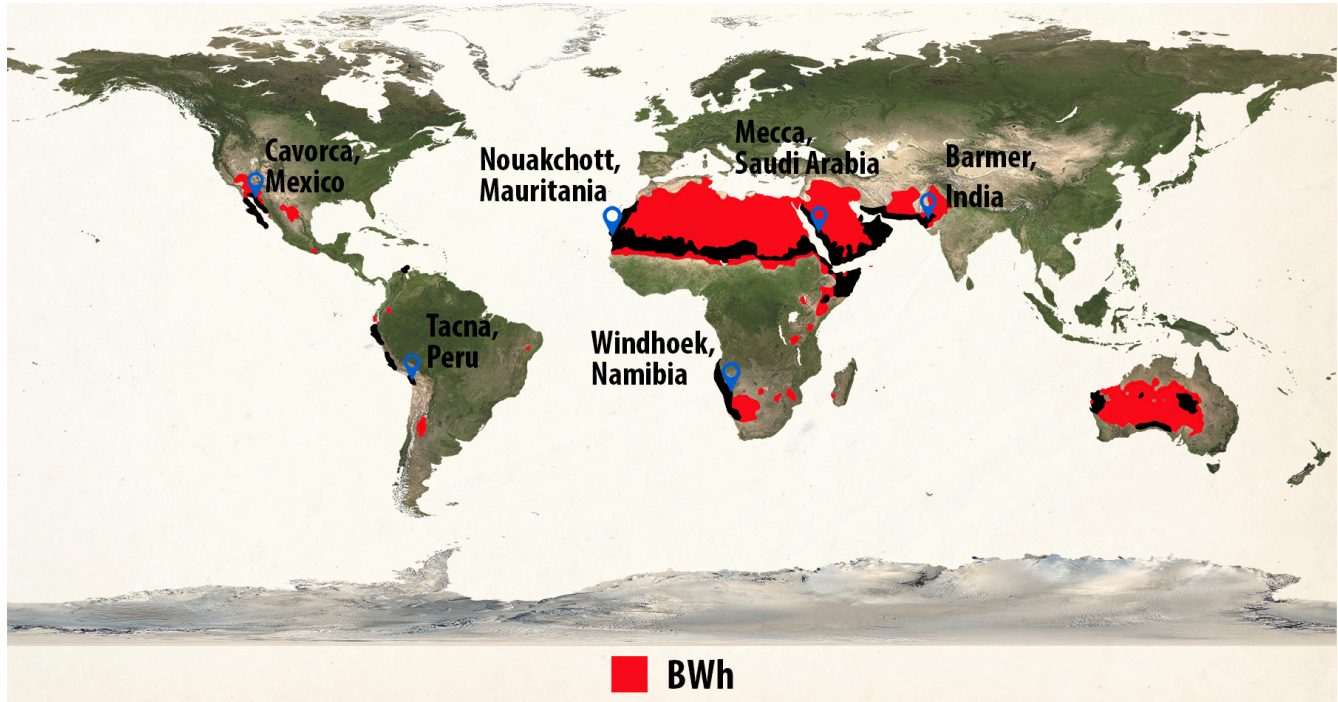 Cavorca,
Mexico
Nouakchott,
Mauritania
Mecca,
Saudi Arabia
Barmer,
India
Tacna,
Peru
Windhoek,
Namibia
BWh